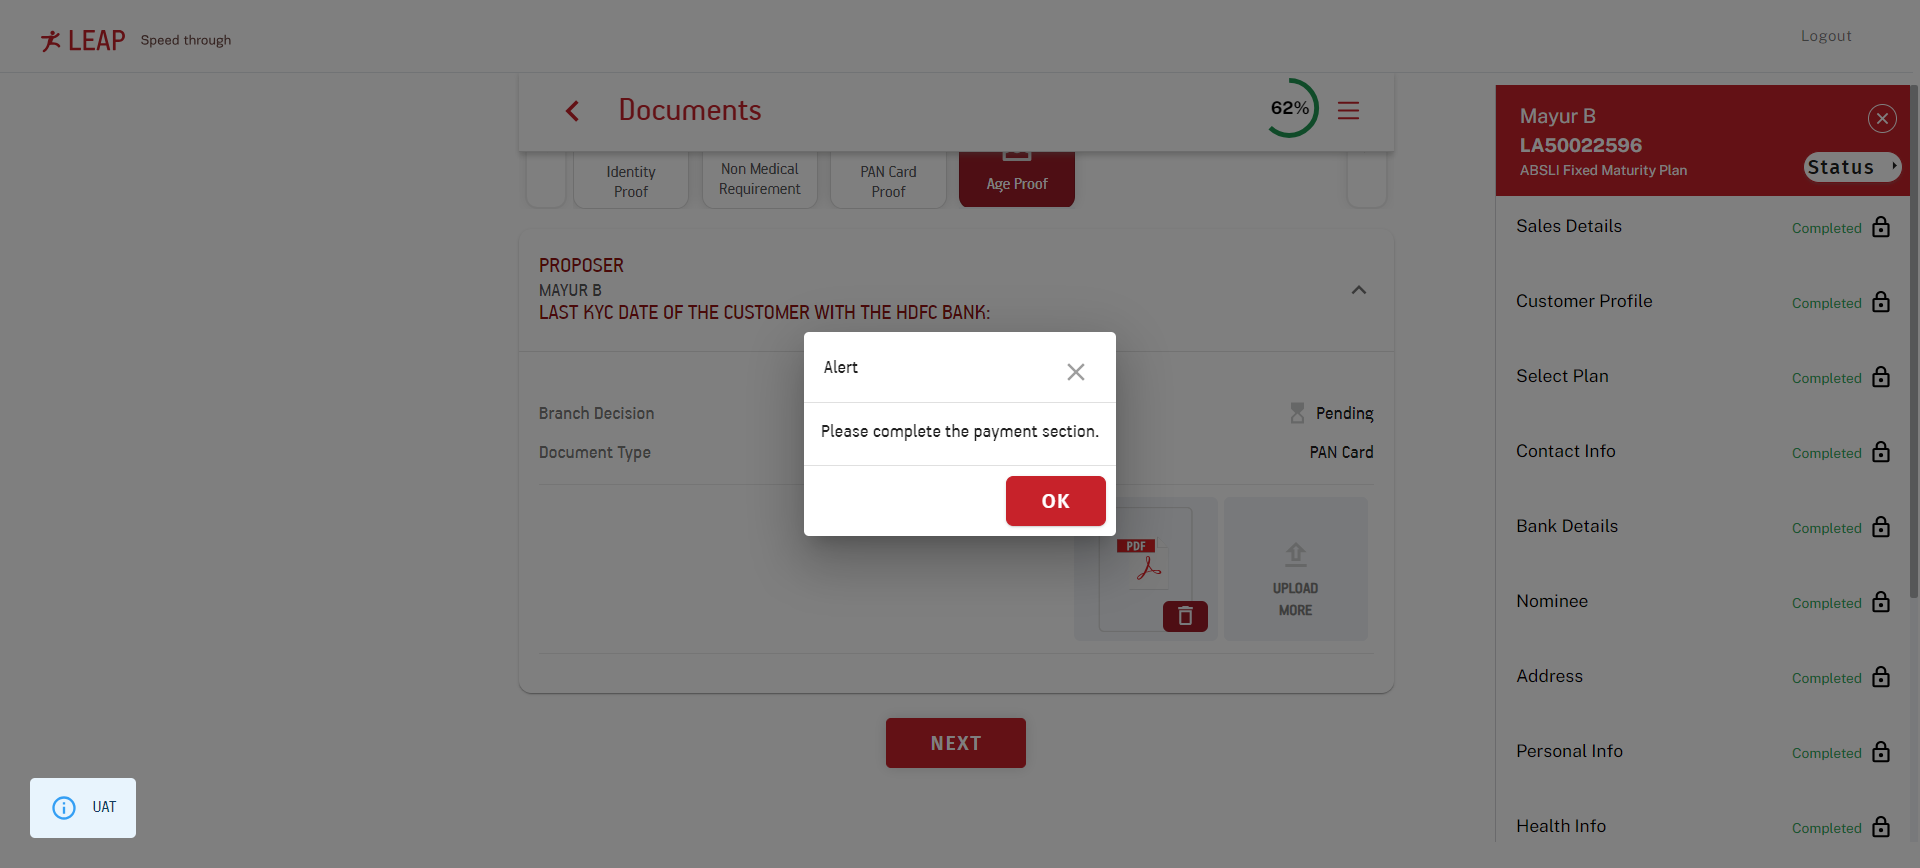 LEAP Speed through
Logout
Documents
62%
Identity
Proof
Non Medical
Requirement
PAN Card
Proof
Age Proof
PROPOSER
MAYUR B
LAST KYC DATE OF THE CUSTOMER WITH THE HDFC BANK:
Branch Decision
Pending
Document Type
PAN Card
Alert
Please complete the payment section.
OK
PDF
UPLOAD
MORE
NEXT
UAT
Mayur B
LA50022596
ABSLI Fixed Maturity Plan
Status
Sales Details Completed
Customer Profile Completed
Select Plan Completed
Contact Info Completed
Bank Details Completed
Nominee Completed
Address Completed
Personal Info Completed
Health Info Completed